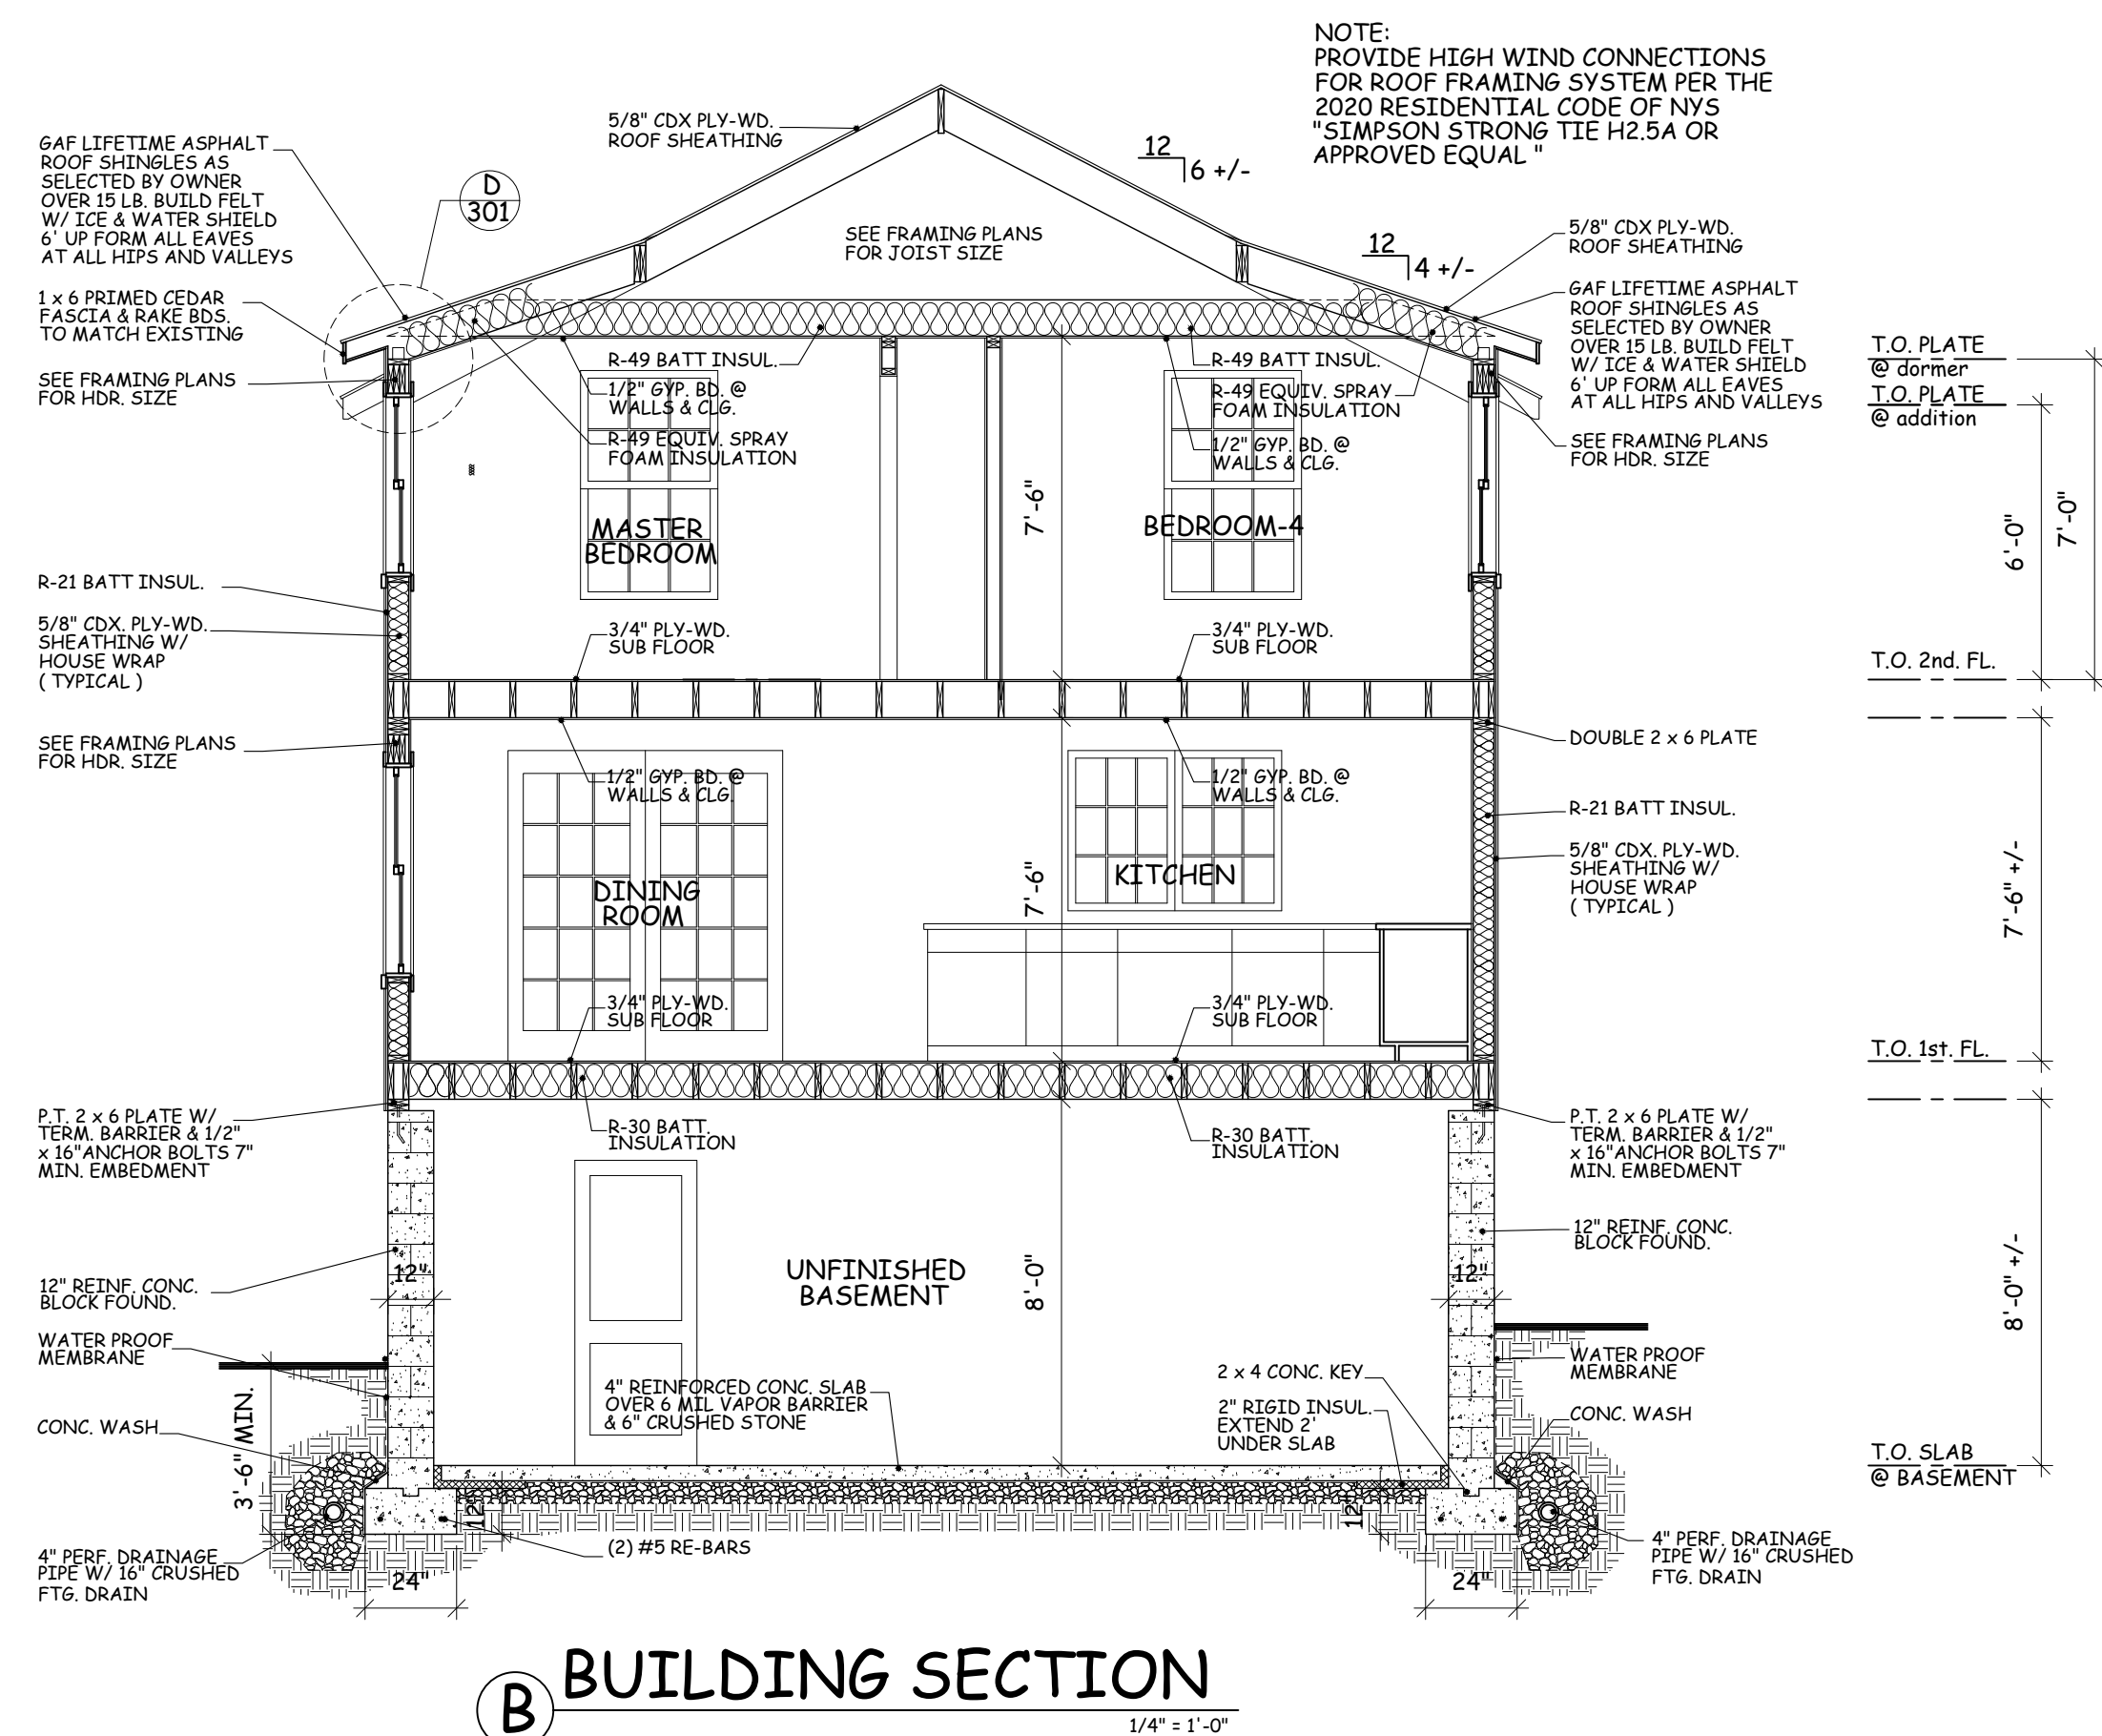 NOTE:
PROVIDE HIGH WIND CONNECTIONS
FOR ROOF FRAMING SYSTEM PER THE
2020 RESIDENTIAL CODE OF NYS
"SIMPSON STRONG TIE H2.5A OR
APPROVED EQUAL "
5/8" CDX PLY-WD.
ROOF SHEATHING
12
6 +/-
GAF LIFETIME ASPHALT
ROOF SHINGLES AS
SELECTED BY OWNER
OVER 15 LB. BUILD FELT
W/ ICE & WATER SHIELD
6' UP FORM ALL EAVES
AT ALL HIPS AND VALLEYS
D
301
SEE FRAMING PLANS
FOR JOIST SIZE
12
4 +/-
5/8" CDX PLY-WD.
ROOF SHEATHING
1 x 6 PRIMED CEDAR
FASCIA & RAKE BDS.
TO MATCH EXISTING
GAF LIFETIME ASPHALT
ROOF SHINGLES AS
SELECTED BY OWNER
OVER 15 LB. BUILD FELT
W/ ICE & WATER SHIELD
6' UP FORM ALL EAVES
AT ALL HIPS AND VALLEYS
T.O. PLATE
@ dormer
T.O. PLATE
@ addition
SEE FRAMING PLANS
FOR HDR. SIZE
R-49 BATT INSUL.
1/2" GYP. BD. @
WALLS & CLG.
R-49 EQUIV. SPRAY
FOAM INSULATION
R-49 BATT INSUL.
R-49 EQUIV. SPRAY
FOAM INSULATION
1/2" GYP. BD. @
WALLS & CLG.
SEE FRAMING PLANS
FOR HDR. SIZE
7'-6"
MASTER
BEDROOM
BEDROOM-4
6'-0"
7'-0"
R-21 BATT INSUL.
5/8" CDX. PLY-WD.
SHEATHING W/
HOUSE WRAP
( TYPICAL )
3/4" PLY-WD.
SUB FLOOR
3/4" PLY-WD.
SUB FLOOR
T.O. 2nd. FL.
SEE FRAMING PLANS
FOR HDR. SIZE
DOUBLE 2 x 6 PLATE
1/2" GYP. BD. @
WALLS & CLG.
1/2" GYP. BD. @
WALLS & CLG.
R-21 BATT INSUL.
5/8" CDX. PLY-WD.
SHEATHING W/
HOUSE WRAP
( TYPICAL )
DINING
ROOM
7'-6"
KITCHEN
7'-6" +/-
3/4" PLY-WD.
SUB FLOOR
3/4" PLY-WD.
SUB FLOOR
T.O. 1st. FL.
P.T. 2 x 6 PLATE W/
TERM. BARRIER & 1/2"
x 16"ANCHOR BOLTS 7"
MIN. EMBEDMENT
R-30 BATT.
INSULATION
R-30 BATT.
INSULATION
P.T. 2 x 6 PLATE W/
TERM. BARRIER & 1/2"
x 16"ANCHOR BOLTS 7"
MIN. EMBEDMENT
12" REINF. CONC.
BLOCK FOUND.
12"
UNFINISHED
BASEMENT
8'-0"
12"
12" REINF. CONC.
BLOCK FOUND.
8'-0" +/-
WATER PROOF
MEMBRANE
WATER PROOF
MEMBRANE
3'-6" MIN.
CONC. WASH
4" REINFORCED CONC. SLAB
OVER 6 MIL VAPOR BARRIER
& 6" CRUSHED STONE
2 x 4 CONC. KEY
2" RIGID INSUL.
EXTEND 2'
UNDER SLAB
CONC. WASH
T.O. SLAB
@ BASEMENT
12"
12"
4" PERF. DRAINAGE
PIPE W/ 16" CRUSHED
FTG. DRAIN
24"
(2) #5 RE-BARS
24"
4" PERF. DRAINAGE
PIPE W/ 16" CRUSHED
FTG. DRAIN
B
BUILDING SECTION
1/4" = 1'-0"